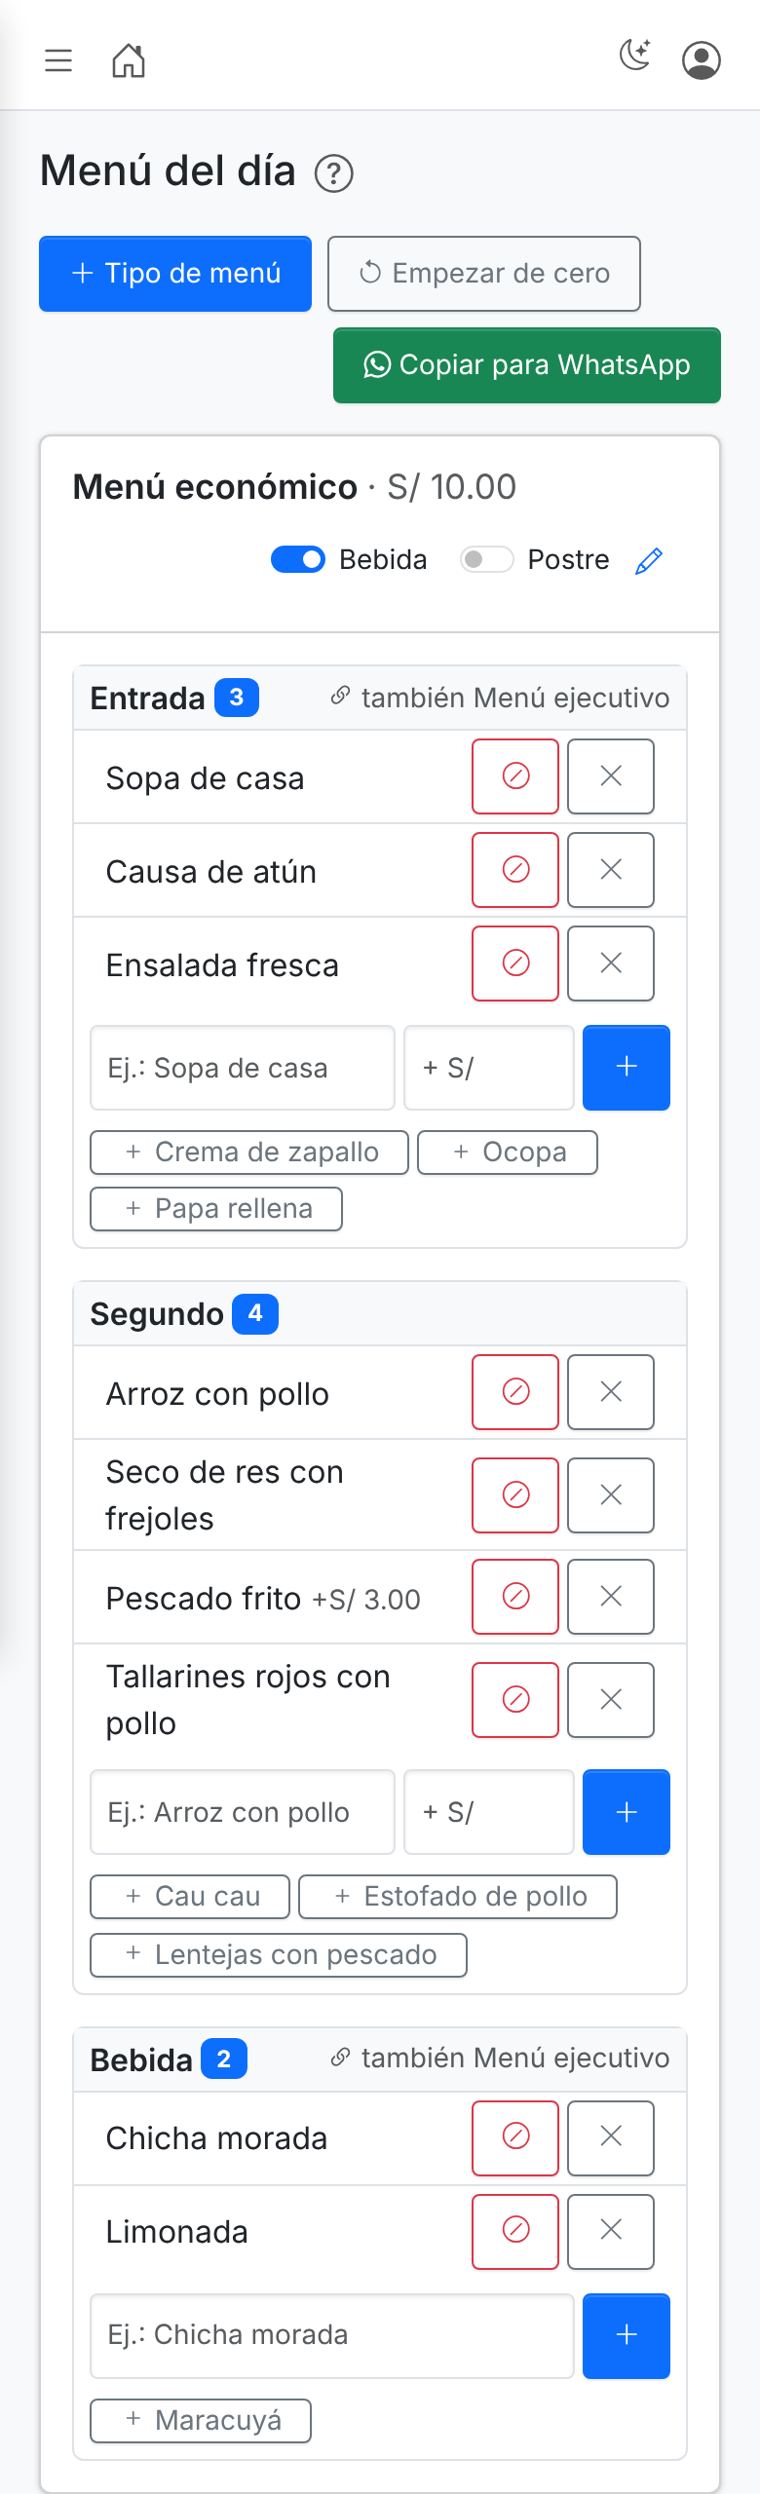 Menú del día ?
+ Tipo de menú
Empezar de cero
Copiar para WhatsApp
Menú económico · S/ 10.00
Bebida
Postre
Entrada 3
también Menú ejecutivo
Sopa de casa
Causa de atún
Ensalada fresca
Ej.: Sopa de casa
+ S/
+
+ Crema de zapallo
+ Ocopa
+ Papa rellena
Segundo 4
Arroz con pollo
Seco de res con
frejoles
Pescado frito +S/ 3.00
Tallarines rojos con
pollo
Ej.: Arroz con pollo
+ S/
+
+ Cau cau
+ Estofado de pollo
+ Lentejas con pescado
Bebida 2
también Menú ejecutivo
Chicha morada
Limonada
Ej.: Chicha morada
+
+ Maracuyá